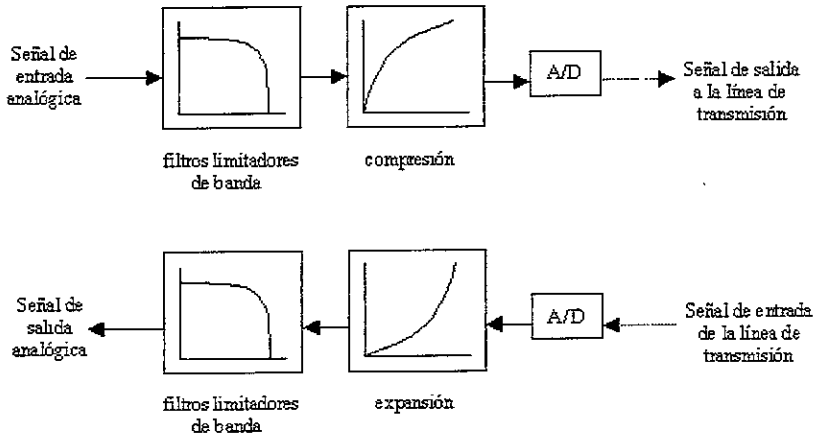 Señal de
entrada
analógica
A/D
Señal de salida
a la línea de
transmisión
filtros limitadores
de banda
compresión
Señal de
salida
analógica
A/D
Señal de entrada
de la línea de
transmisión
filtros limitadores
de banda
expansión